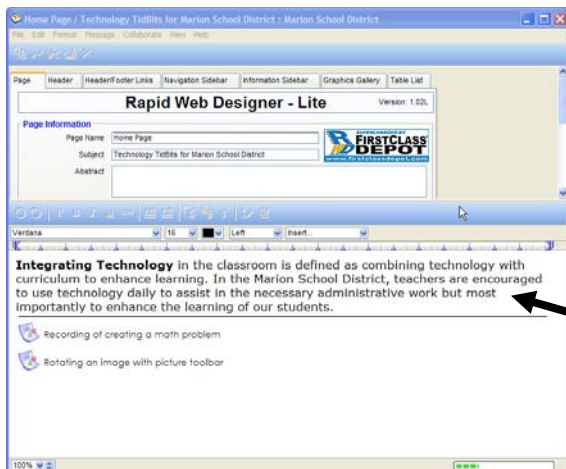 Home Page / Technology TidBits for Marion School District : Marion School District
File Edit Format Message Collaborate View Help
Page Header Header/Footer Links Navigation Sidebar Information Sidebar Graphics Gallery Table List
Rapid Web Designer - Lite Version: 1.02L
Page Information
Page Name Home Page
Subject Technology TidBits for Marion School District
Abstract
FIRSTCLASS
DEPOT
www.firstclassdepot.com
Verdana 16 Left Insert...
Integrating Technology in the classroom is defined as combining technology with
curriculum to enhance learning. In the Marion School District, teachers are encouraged
to use technology daily to assist in the necessary administrative work but most
importantly to enhance the learning of our students.
Recording of creating a math problem
Rotating an image with picture toolbar
100%